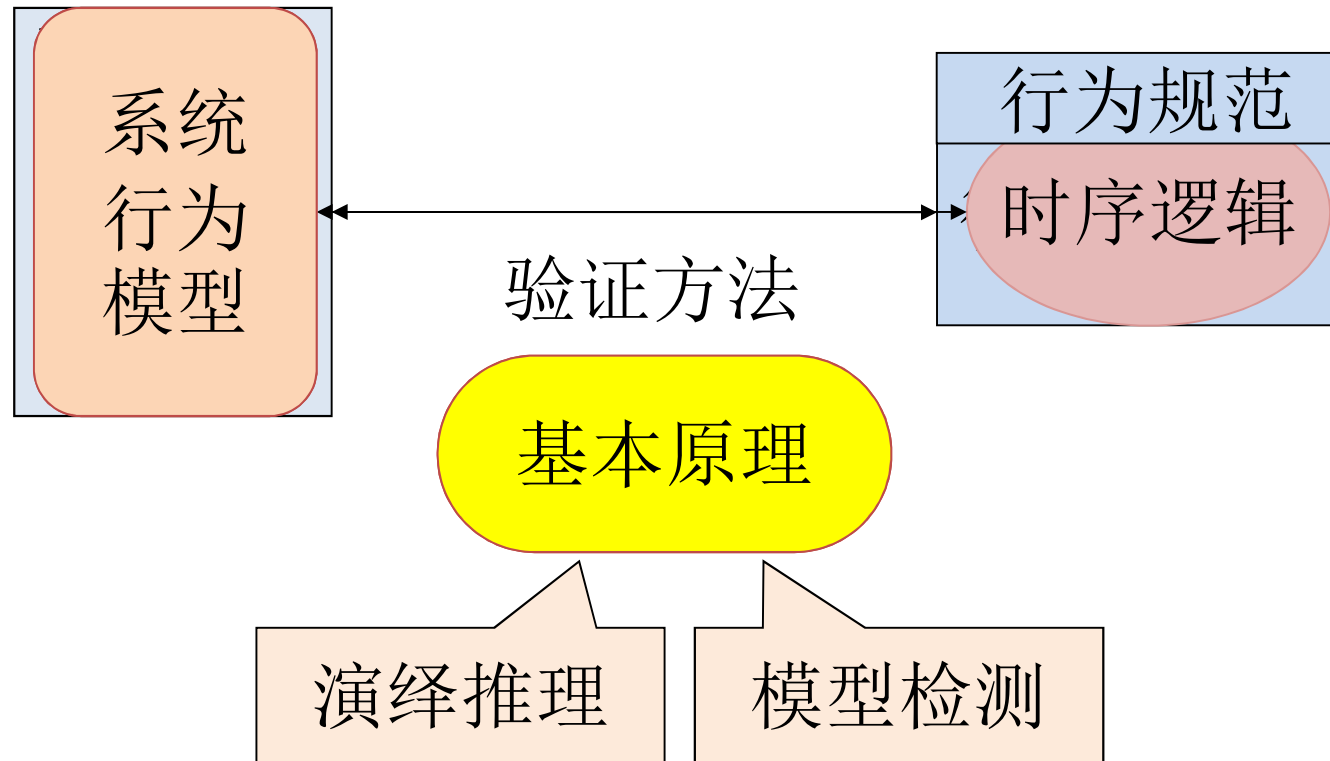 系统
行为
模型
行为规范
时序逻辑
验证方法
基本原理
演绎推理
模型检测